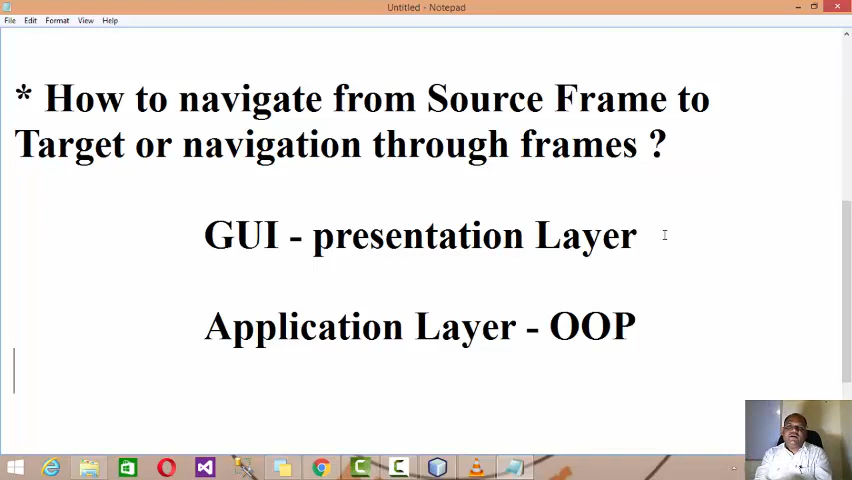 Untitled - Notepad
File Edit Format View Help
* How to navigate from Source Frame to
Target or navigation through frames ?
GUI - presentation Layer
Application Layer - OOP